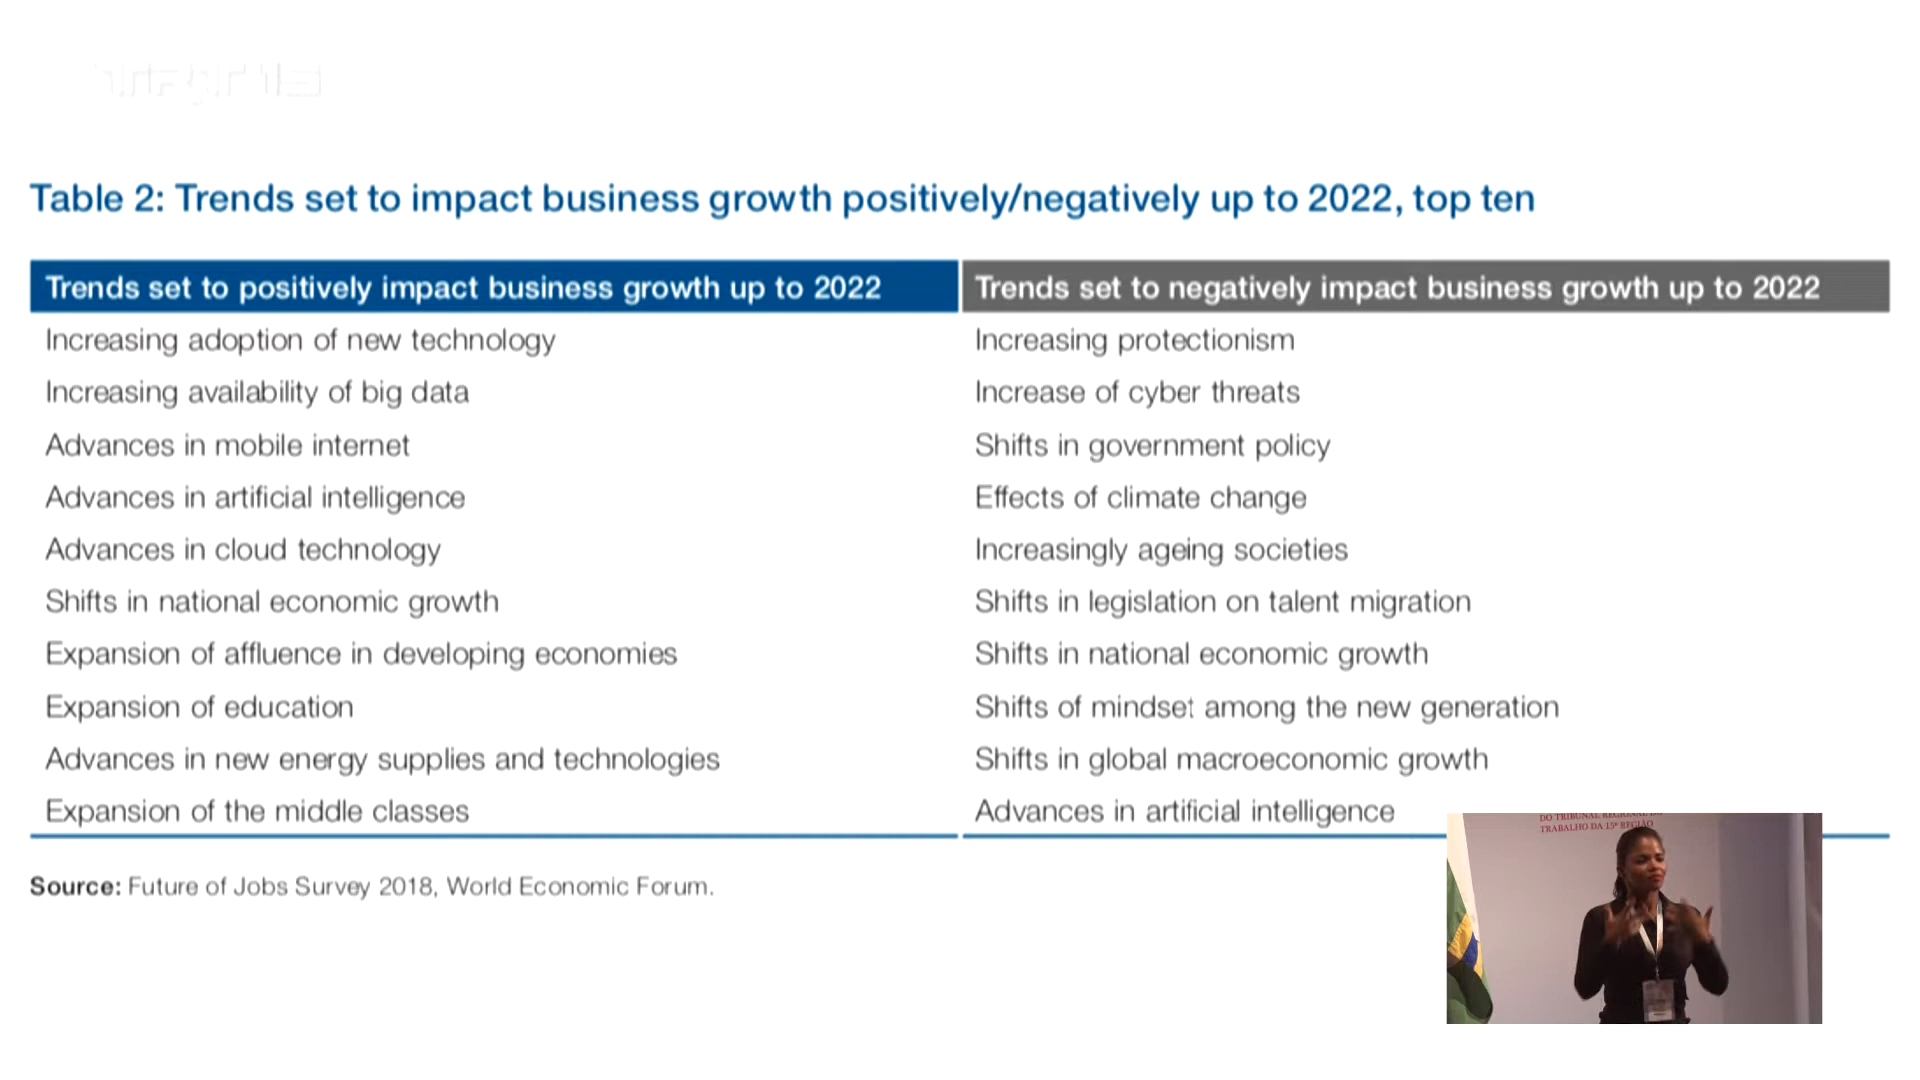 Table 2: Trends set to impact business growth positively/negatively up to 2022, top ten
Trends set to positively impact business growth up to 2022
Trends set to negatively impact business growth up to 2022
Increasing adoption of new technology
Increasing protectionism
Increasing availability of big data
Increase of cyber threats
Advances in mobile internet
Shifts in government policy
Advances in artificial intelligence
Effects of climate change
Advances in cloud technology
Increasingly ageing societies
Shifts in national economic growth
Shifts in legislation on talent migration
Expansion of affluence in developing economies
Shifts in national economic growth
Expansion of education
Shifts of mindset among the new generation
Advances in new energy supplies and technologies
Shifts in global macroeconomic growth
Expansion of the middle classes
Advances in artificial intelligence
DO TRIBUNAL REGIONAL DO
TRABALHO DA 15ª REGIÃO
Source: Future of Jobs Survey 2018, World Economic Forum.